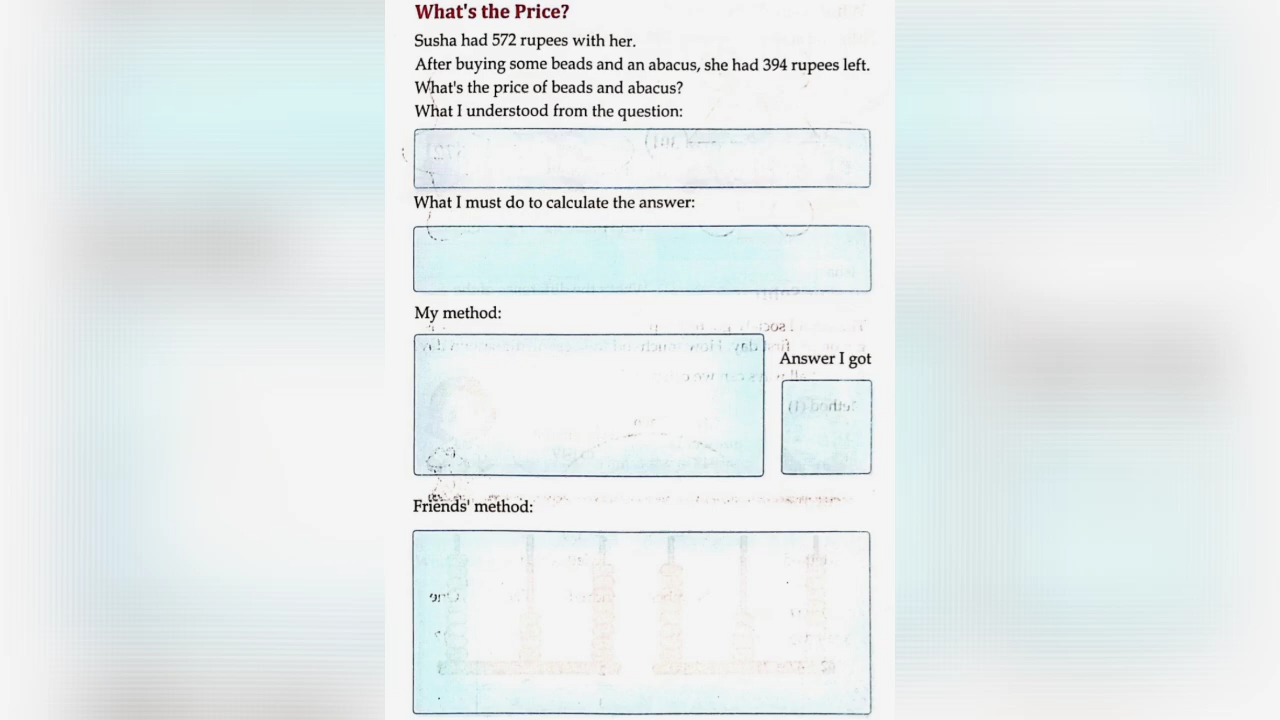 What's the Price?
Susha had 572 rupees with her.
After buying some beads and an abacus, she had 394 rupees left.
What's the price of beads and abacus?
What I understood from the question:
What I must do to calculate the answer:
My method:
Answer I got
Friends' method: